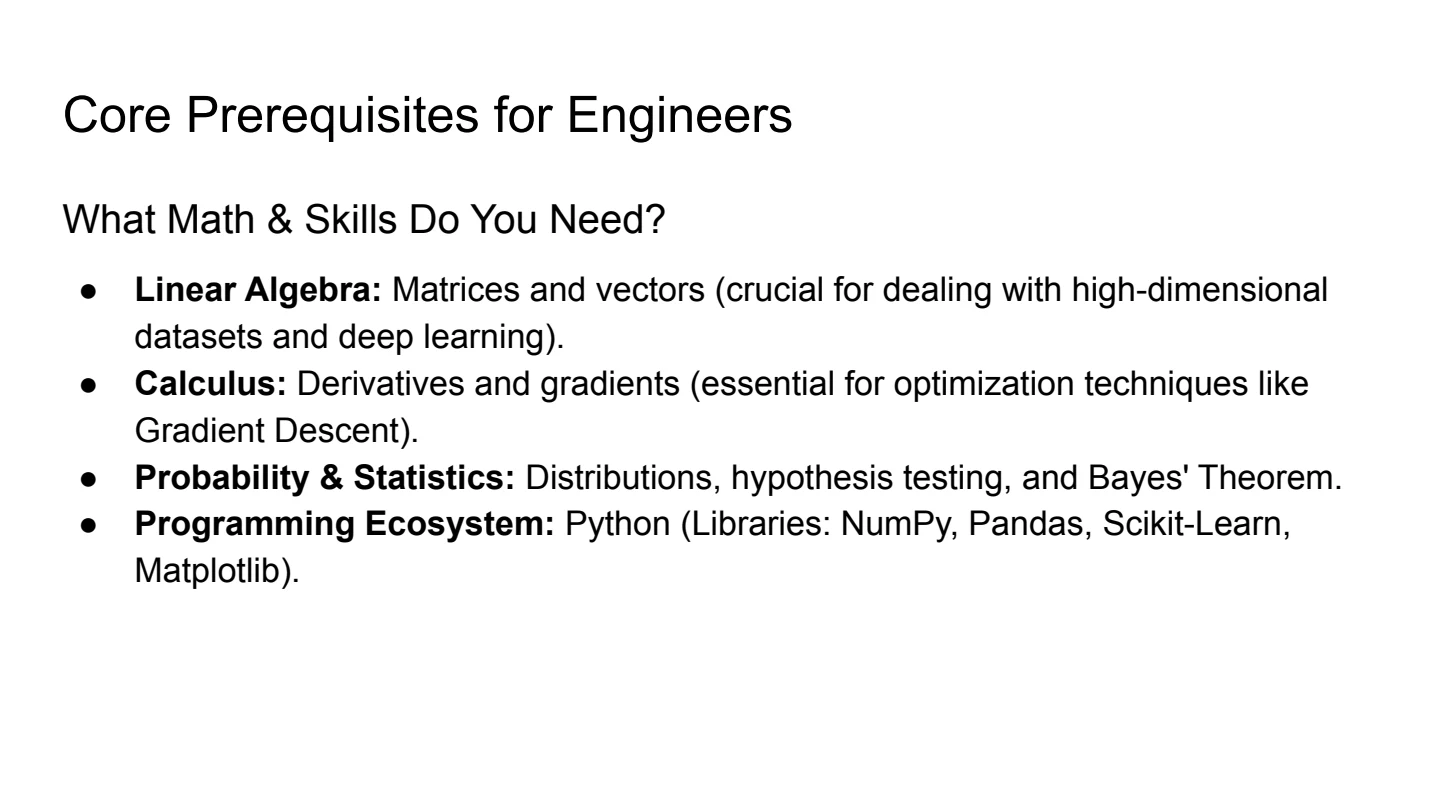 Core Prerequisites for Engineers
What Math & Skills Do You Need?
● Linear Algebra: Matrices and vectors (crucial for dealing with high-dimensional
datasets and deep learning).
● Calculus: Derivatives and gradients (essential for optimization techniques like
Gradient Descent).
● Probability & Statistics: Distributions, hypothesis testing, and Bayes' Theorem.
● Programming Ecosystem: Python (Libraries: NumPy, Pandas, Scikit-Learn,
Matplotlib).